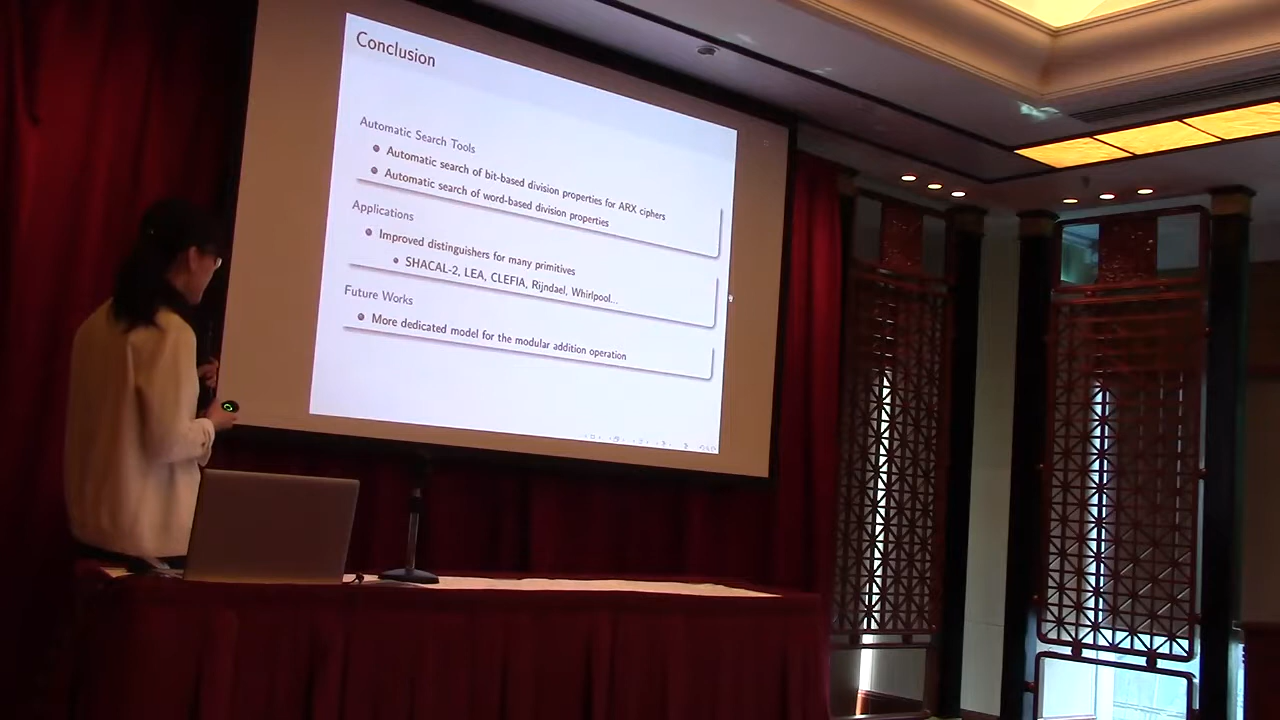 Conclusion
Automatic Search Tools
Automatic search of bit-based division properties for ARX ciphers
Automatic search of word-based division properties
Applications
Improved distinguishers for many primitives
SHACAL-2, LEA, CLEFIA, Rijndael, Whirlpool...
Future Works
More dedicated model for the modular addition operation